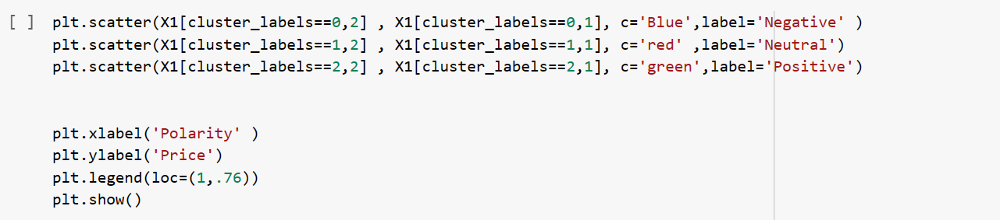 [ ] plt.scatter(X1[cluster_labels==0,2] , X1[cluster_labels==0,1], c='Blue',label='Negative' )
plt.scatter(X1[cluster_labels==1,2] , X1[cluster_labels==1,1], c='red' ,label='Neutral')
plt.scatter(X1[cluster_labels==2,2] , X1[cluster_labels==2,1], c='green',label='Positive')
plt.xlabel('Polarity' )
plt.ylabel('Price')
plt.legend(loc=(1,.76))
plt.show()